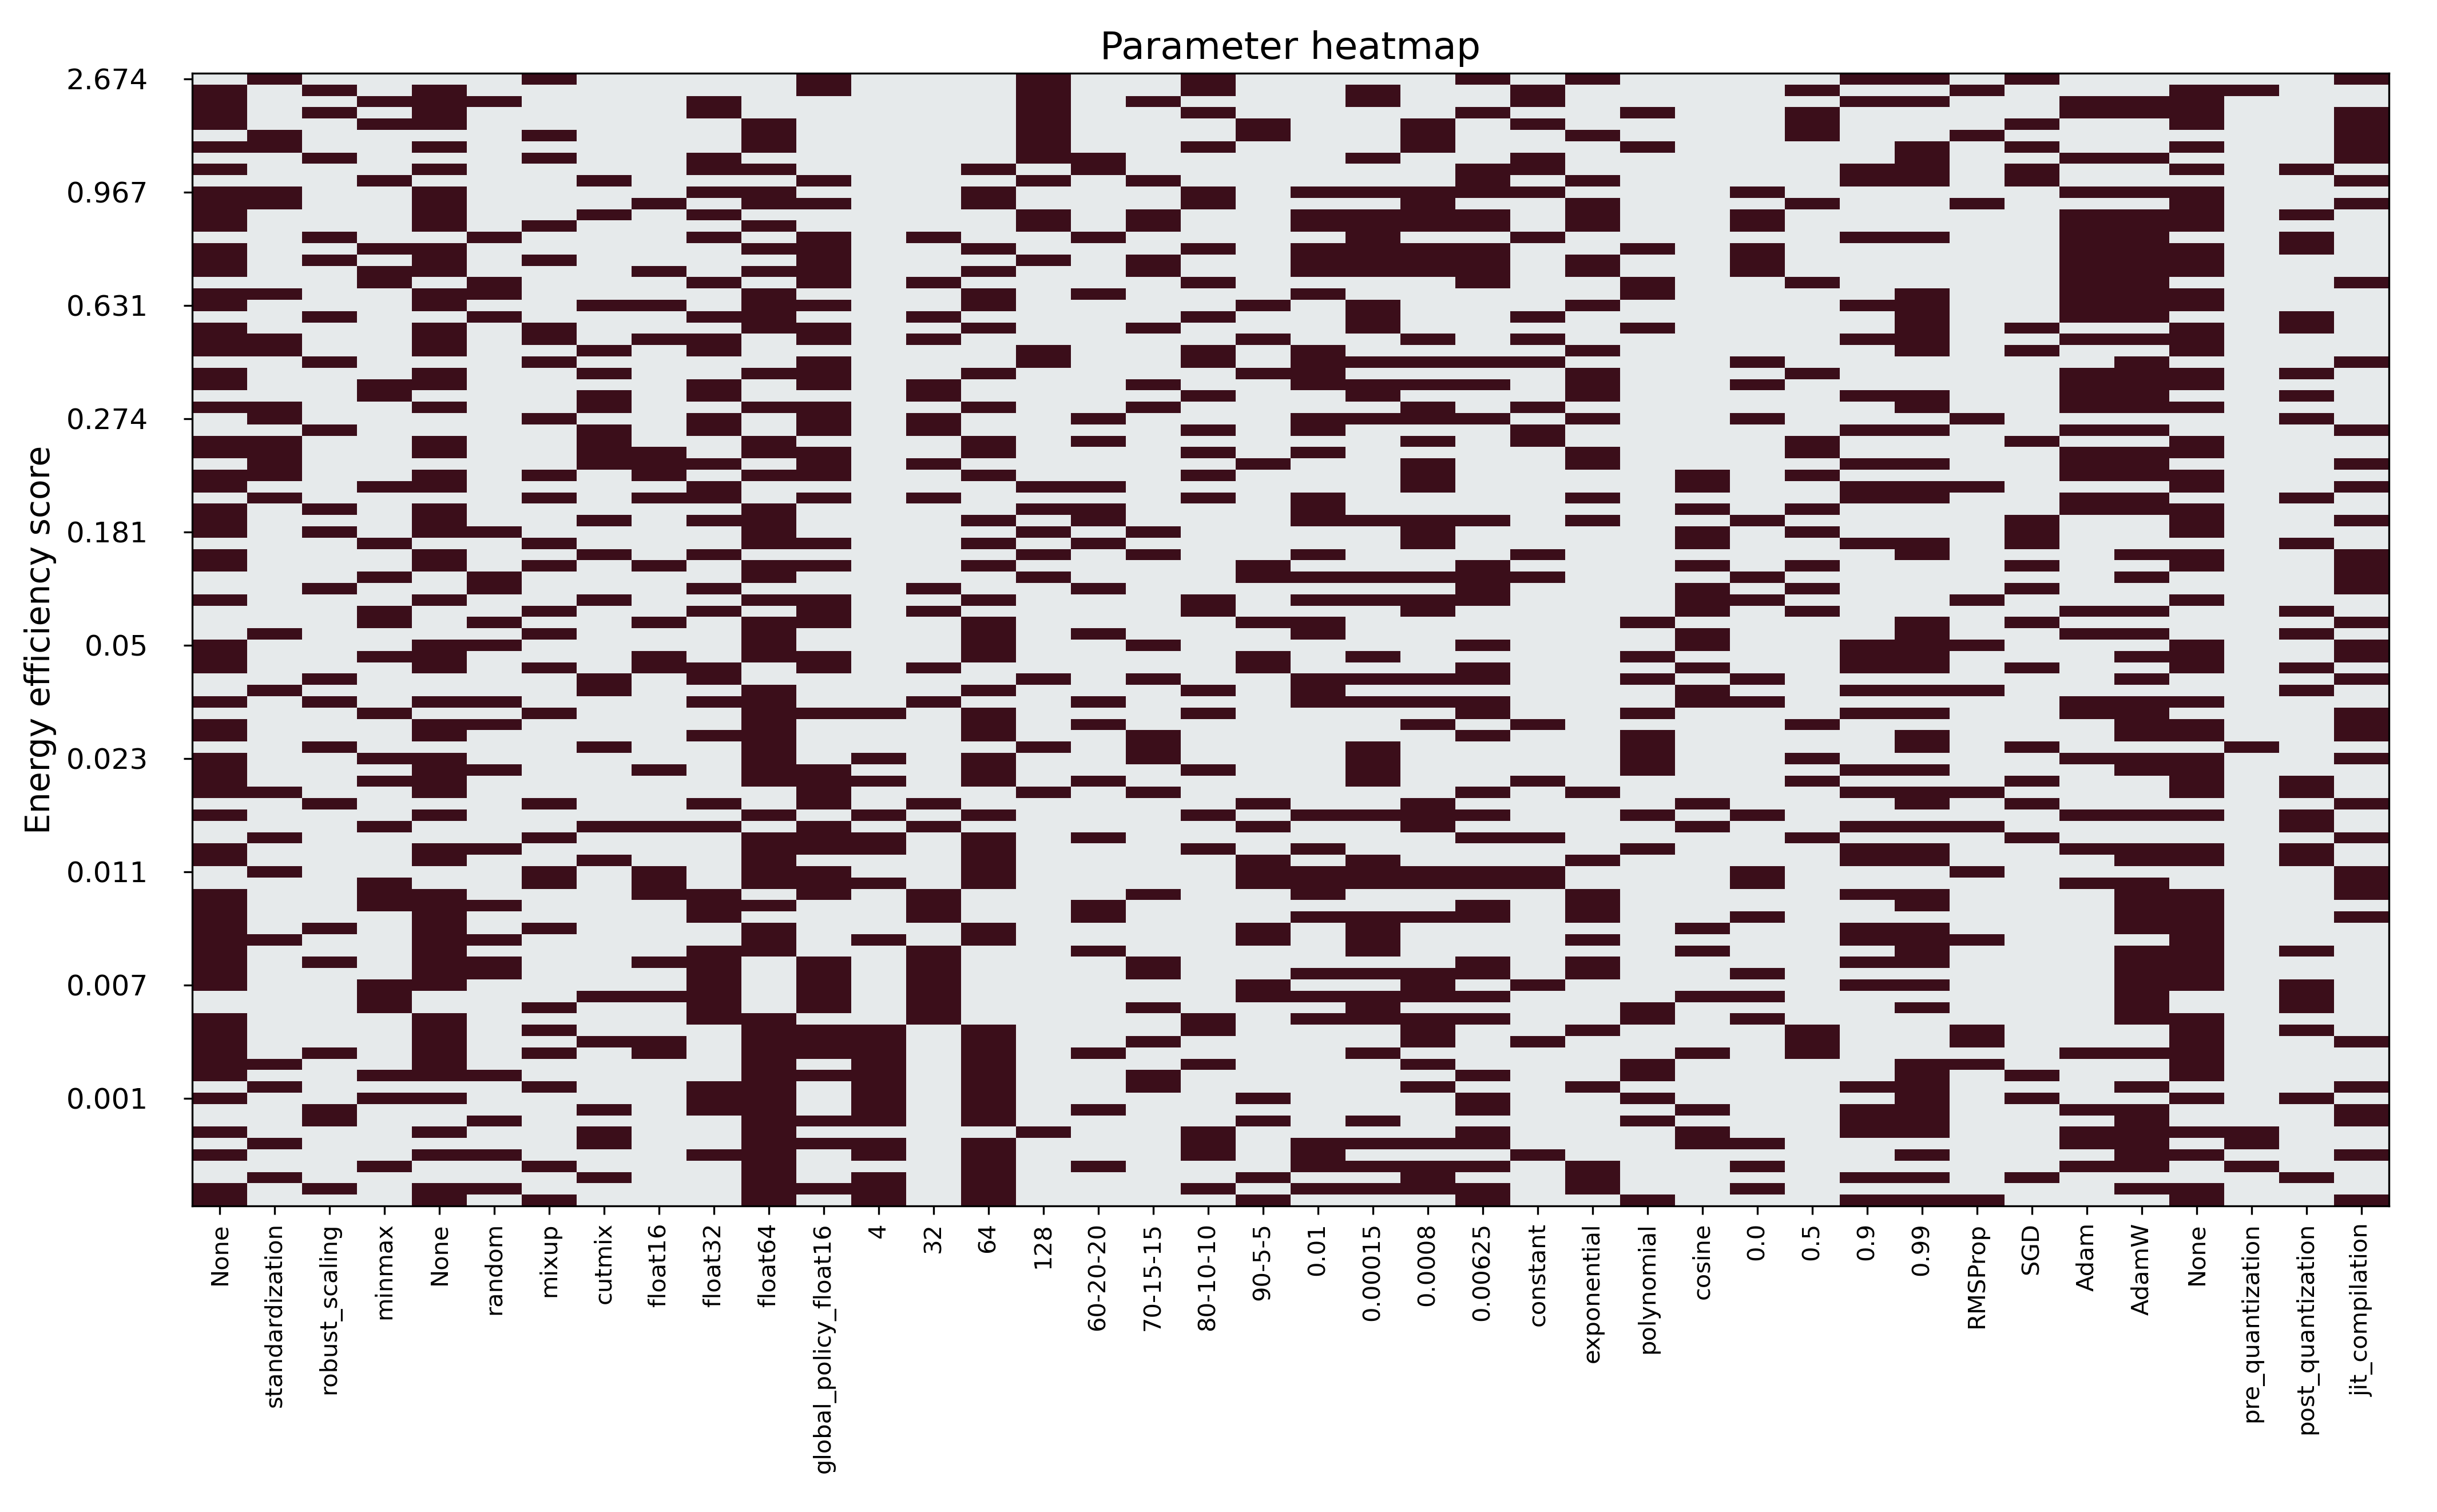 Parameter heatmap
Energy efficiency score
2.674
0.967
0.631
0.274
0.181
0.05
0.023
0.011
0.007
0.001
None
standardization
robust_scaling
minmax
None
random
mixup
cutmix
float16
float32
float64
global_policy_float16
4
32
64
128
60-20-20
70-15-15
80-10-10
90-5-5
0.01
0.00015
0.0008
0.00625
constant
exponential
polynomial
cosine
0.0
0.5
0.9
0.99
RMSProp
SGD
Adam
AdamW
None
pre_quantization
post_quantization
jit_compilation